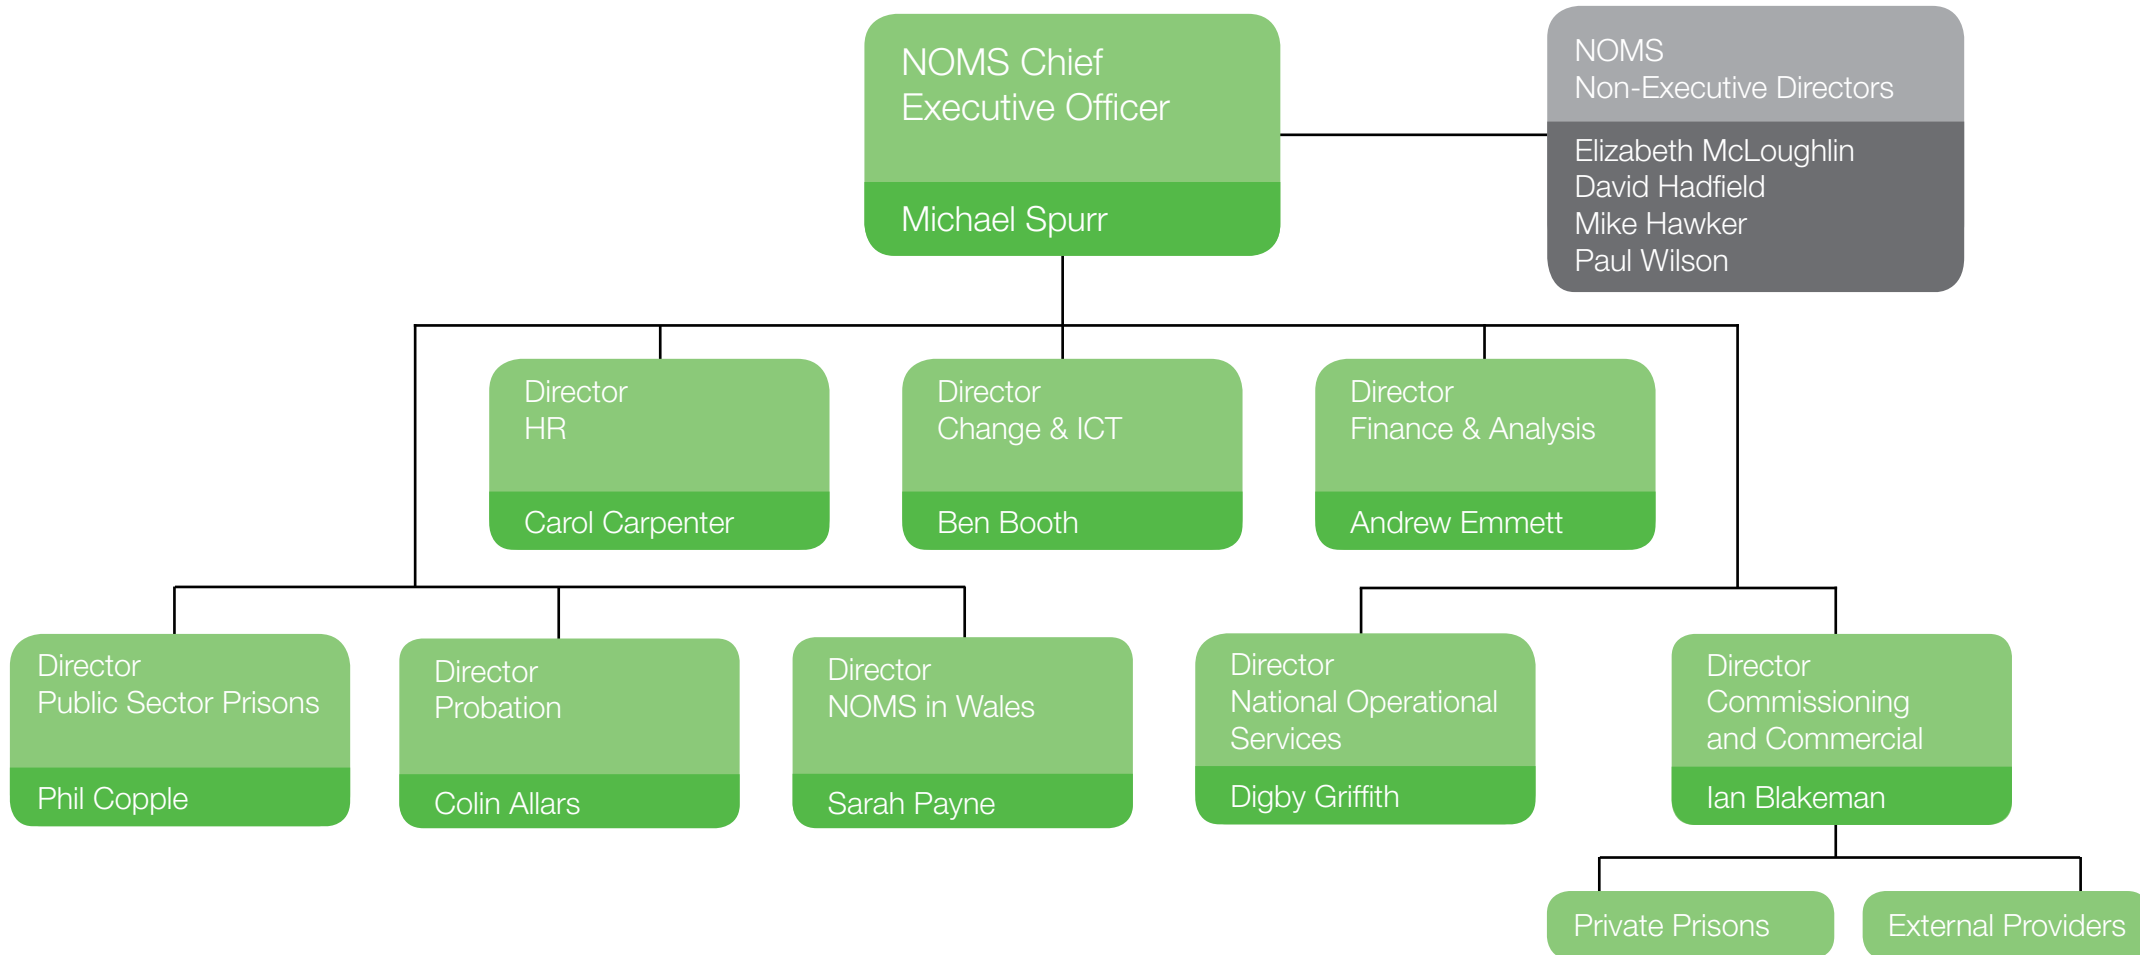 NOMS Chief
Executive Officer
Michael Spurr
NOMS
Non-Executive Directors
Elizabeth McLoughlin
David Hadfield
Mike Hawker
Paul Wilson
Director
HR
Carol Carpenter
Director
Change & ICT
Ben Booth
Director
Finance & Analysis
Andrew Emmett
Director
Public Sector Prisons
Phil Copple
Director
Probation
Colin Allars
Director
NOMS in Wales
Sarah Payne
Director
National Operational
Services
Digby Griffith
Director
Commissioning
and Commercial
Ian Blakeman
Private Prisons
External Providers